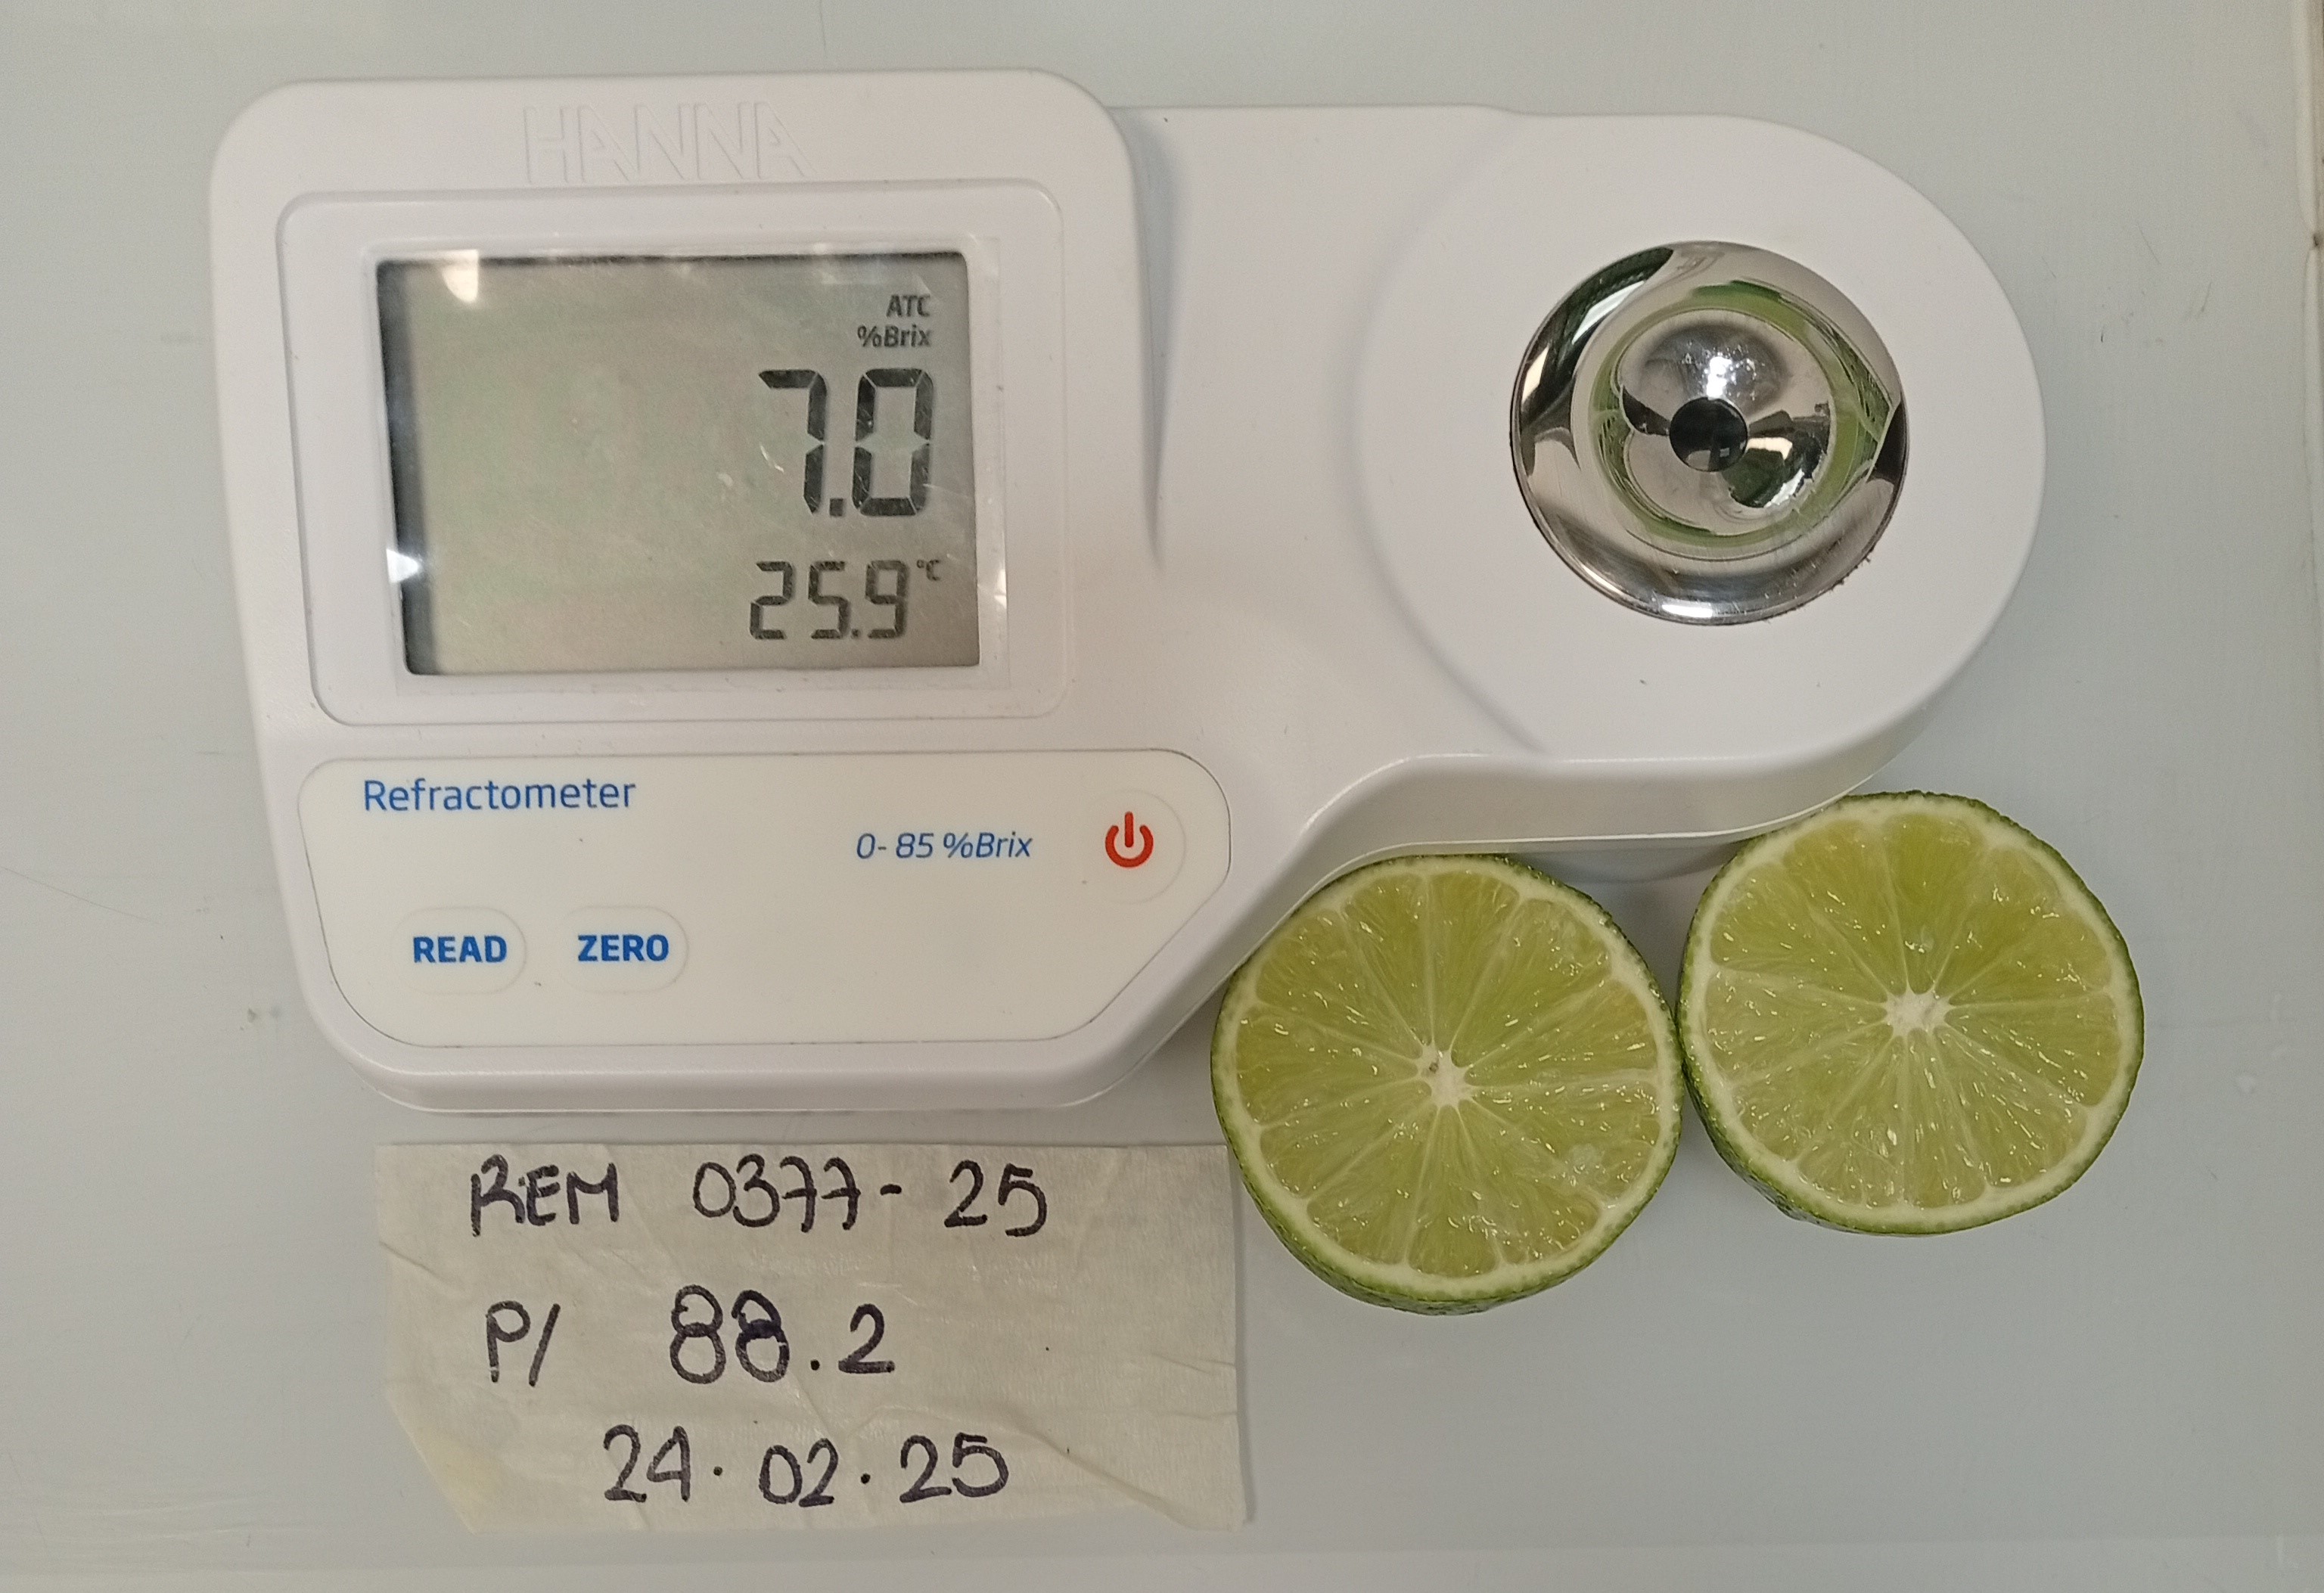 HANNA
ATC
%Brix
7.0
25.9 °C
Refractometer
0-85 %Brix
READ ZERO
REM 0377-25
P/ 88.2
24.02.25